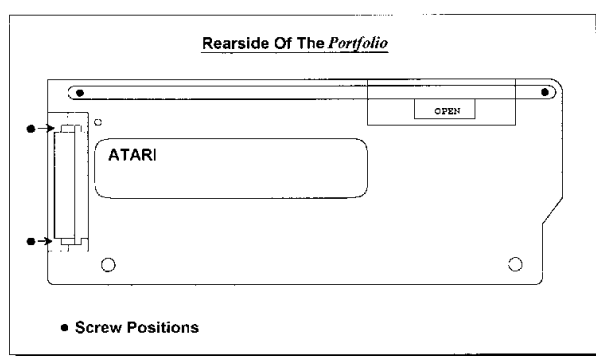 Rearside Of The Portfolio
OPEN
ATARI
● Screw Positions